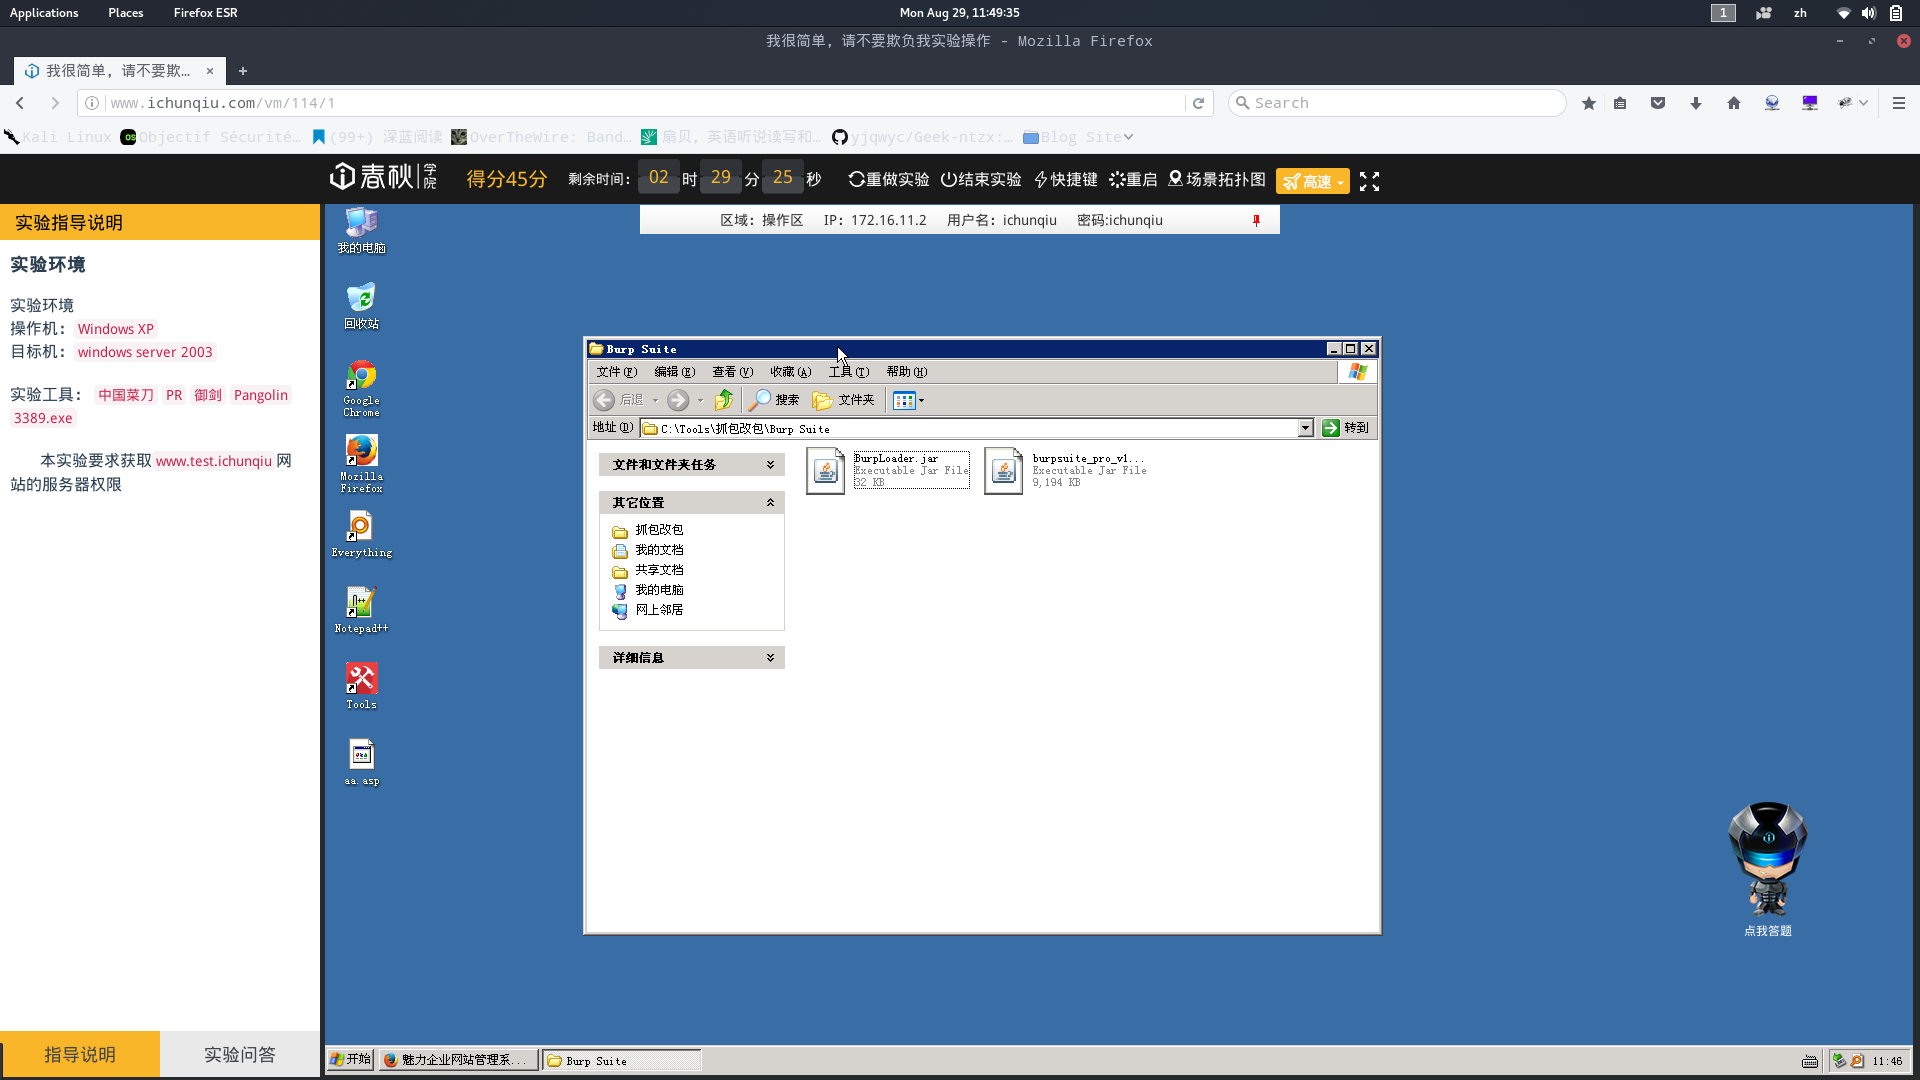 Applications Places Firefox ESR Mon Aug 29, 11:49:35 1 zh
我很简单，请不要欺负我实验操作 - Mozilla Firefox
我很简单，请不要欺... × +
www.ichunqiu.com/vm/114/1 Search
Kali Linux Objectif Sécurité... (99+) 深蓝阅读 OverTheWire: Band... 扇贝，英语听说读写和... yjqwyc/Geek-ntzx:... Blog Site
春秋 学院 得分45分 剩余时间: 02 时 29 分 25 秒 重做实验 结束实验 快捷键 重启 场景拓扑图 高速
实验指导说明
区域: 操作区 IP: 172.16.11.2 用户名: ichunqiu 密码:ichunqiu
实验环境
实验环境
操作机: Windows XP
目标机: windows server 2003
实验工具: 中国菜刀 PR 御剑 Pangolin
3389.exe
本实验要求获取 www.test.ichunqiu 网
站的服务器权限
指导说明 实验问答
我的电脑
回收站
Google
Chrome
Mozilla
Firefox
Everything
Notepad++
Tools
aa.asp
Burp Suite
文件(F) 编辑(E) 查看(V) 收藏(A) 工具(T) 帮助(H)
后退 搜索 文件夹
地址(D) C:\Tools\抓包改包\Burp Suite 转到
文件和文件夹任务
其它位置
抓包改包
我的文档
共享文档
我的电脑
网上邻居
详细信息
BurpLoader.jar
Executable Jar File
32 KB
burpsuite_pro_v1...
Executable Jar File
9,194 KB
点我答题
开始 魅力企业网站管理系... Burp Suite 11:46